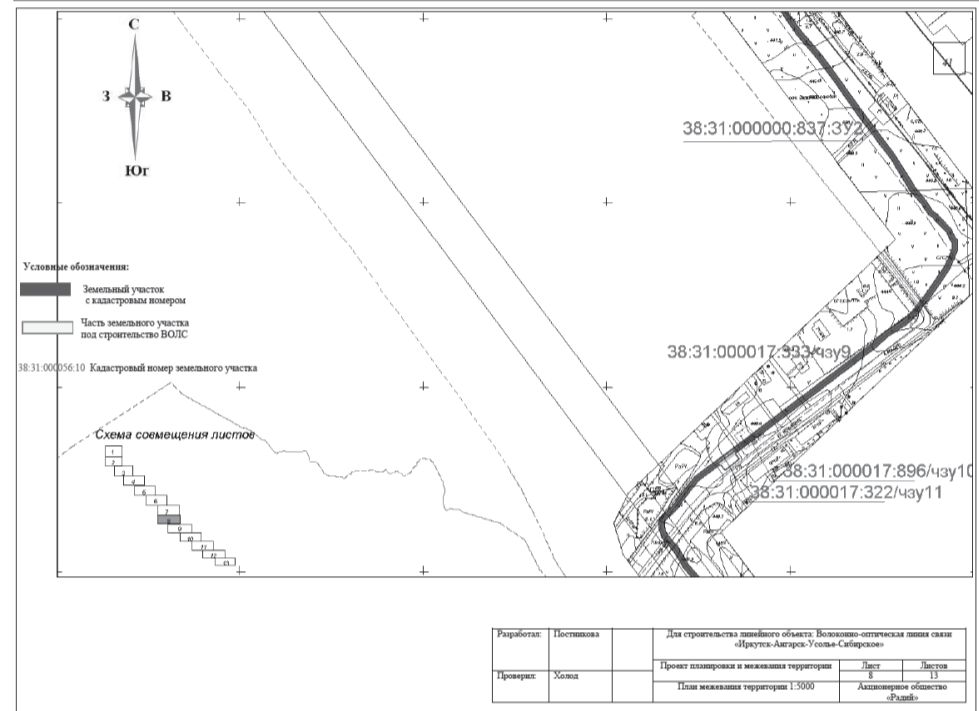 С
З В
Юг
41
38:31:000000:837:372
Условные обозначения:
Земельный участок
с кадастровым номером
Часть земельного участка
под строительство ВОЛС
38:31:000056:10 Кадастровый номер земельного участка
38:31:000017:333/чзу9
Схема совмещения листов
1
2
3
4
5
6
7
8
9
10
11
12
13
38:31:000017:896/чзу10
38:31:000017:322/чзу11
Разработал: Постникова
Для строительства линейного объекта: Волоконно-оптическая линия связи
«Иркутск-Ангарск-Усолье-Сибирское»
Проект планировки и межевания территории Лист Листов
Проверил: Холод 8 13
План межевания территории 1:5000 Акционерное общество
«Радий»